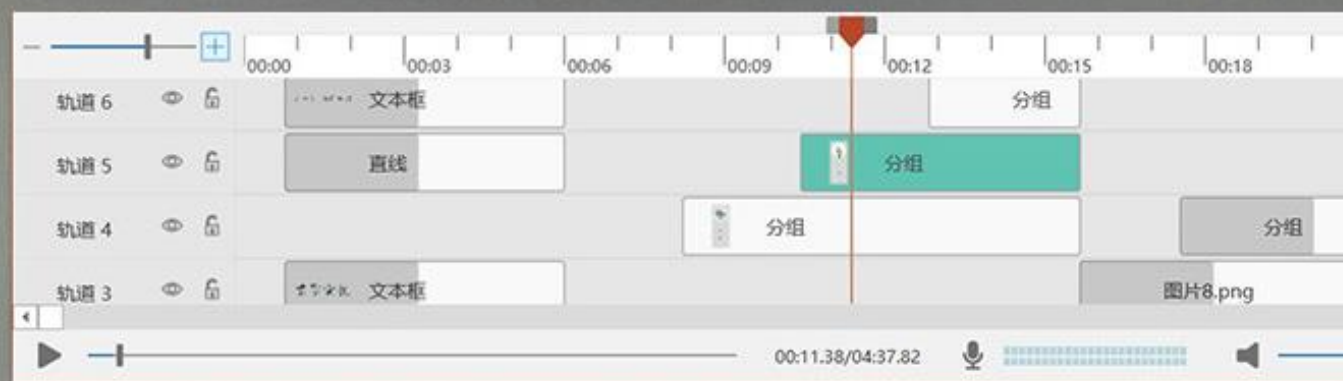 00:00 00:03 00:06 00:09 00:12 00:15 00:18
轨道 6 文本框 分组
轨道 5 直线 分组
轨道 4 分组 分组
轨道 3 文本框 图片8.png
00:11.38/04:37.82